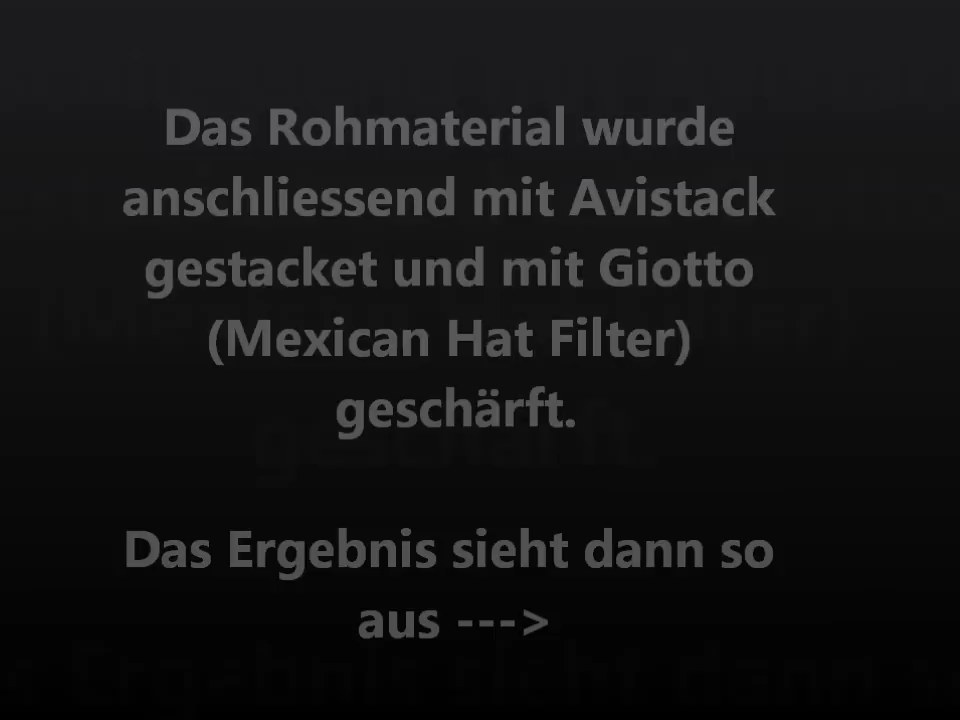 Das Rohmaterial wurde
anschliessend mit Avistack
gestacket und mit Giotto
(Mexican Hat Filter)
geschärft.
Das Ergebnis sieht dann so
aus --->